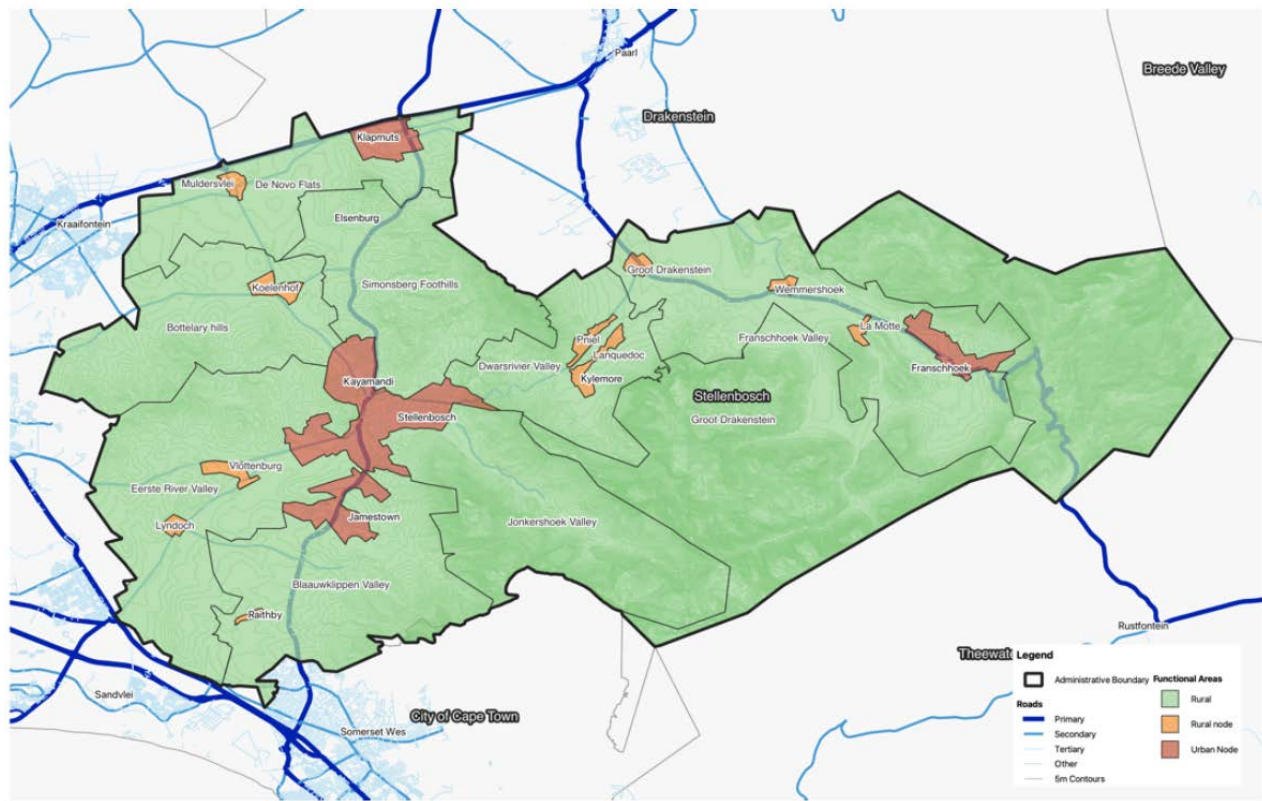 Paarl
Breede Valley
Drakenstein
Klapmuts
Muldersvlei
De Novo Flats
Kraaifontein
Elsenburg
Groot Drakenstein
Koelenhof
Simonsberg Foothills
Wemmershoek
Bottelary hills
La Motte
Pniel
Franschhoek Valley
Lanquedoc
Dwarsrivier Valley
Franschhoek
Kylemore
Kayamandi
Stellenbosch
Stellenbosch
Groot Drakenstein
Vlottenburg
Eerste River Valley
Jamestown
Lyndoch
Jonkershoek Valley
Blaauwklippen Valley
Raithby
Rustfontein
Theewate
Sandvlei
City of Cape Town
Somerset Wes
Legend
Administrative Boundary
Roads
Primary
Secondary
Tertiary
Other
5m Contours
Functional Areas
Rural
Rural node
Urban Node